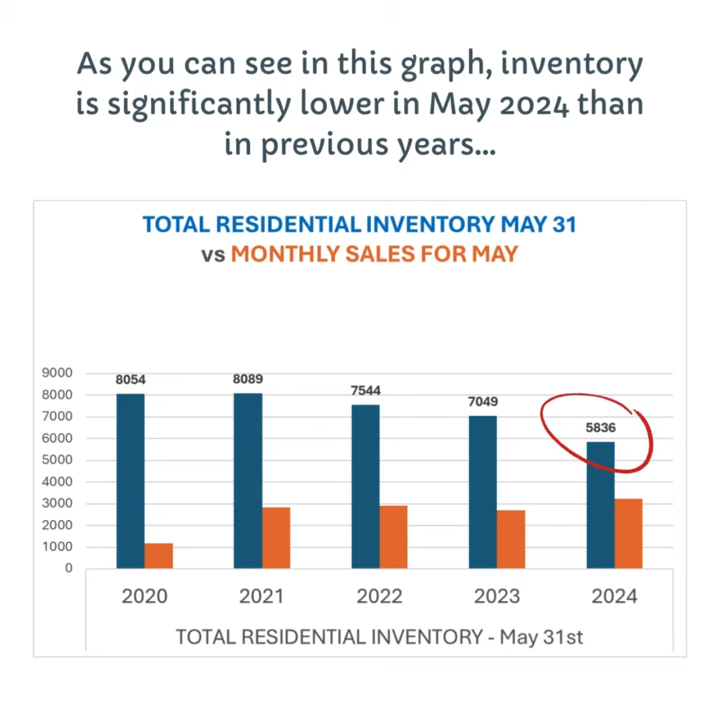 As you can see in this graph, inventory
is significantly lower in May 2024 than
in previous years...
TOTAL RESIDENTIAL INVENTORY MAY 31
vs MONTHLY SALES FOR MAY
9000
8000
7000
6000
5000
4000
3000
2000
1000
0
8054
8089
7544
7049
5836
2020 2021 2022 2023 2024
TOTAL RESIDENTIAL INVENTORY - May 31st